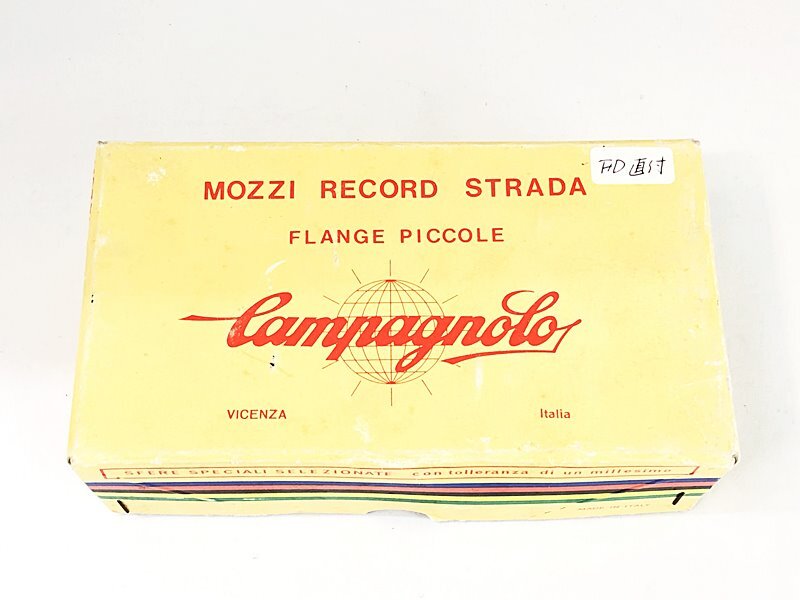 MOZZI RECORD STRADA
FD直付
FLANGE PICCOLE
Campagnolo
VICENZA Italia
SFERE SPECIALI SELEZIONATE con tolleranza di un millesimo
MADE IN ITALY